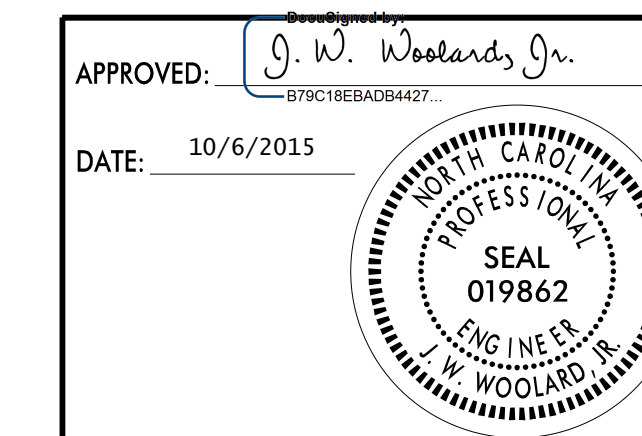 DocuSigned by:
APPROVED: J. W. Woolard, Jr.
B79C18EBADB4427...
DATE: 10/6/2015
NORTH CAROLINA
PROFESSIONAL
SEAL
019862
ENGINEER
J. W. WOOLARD, JR.